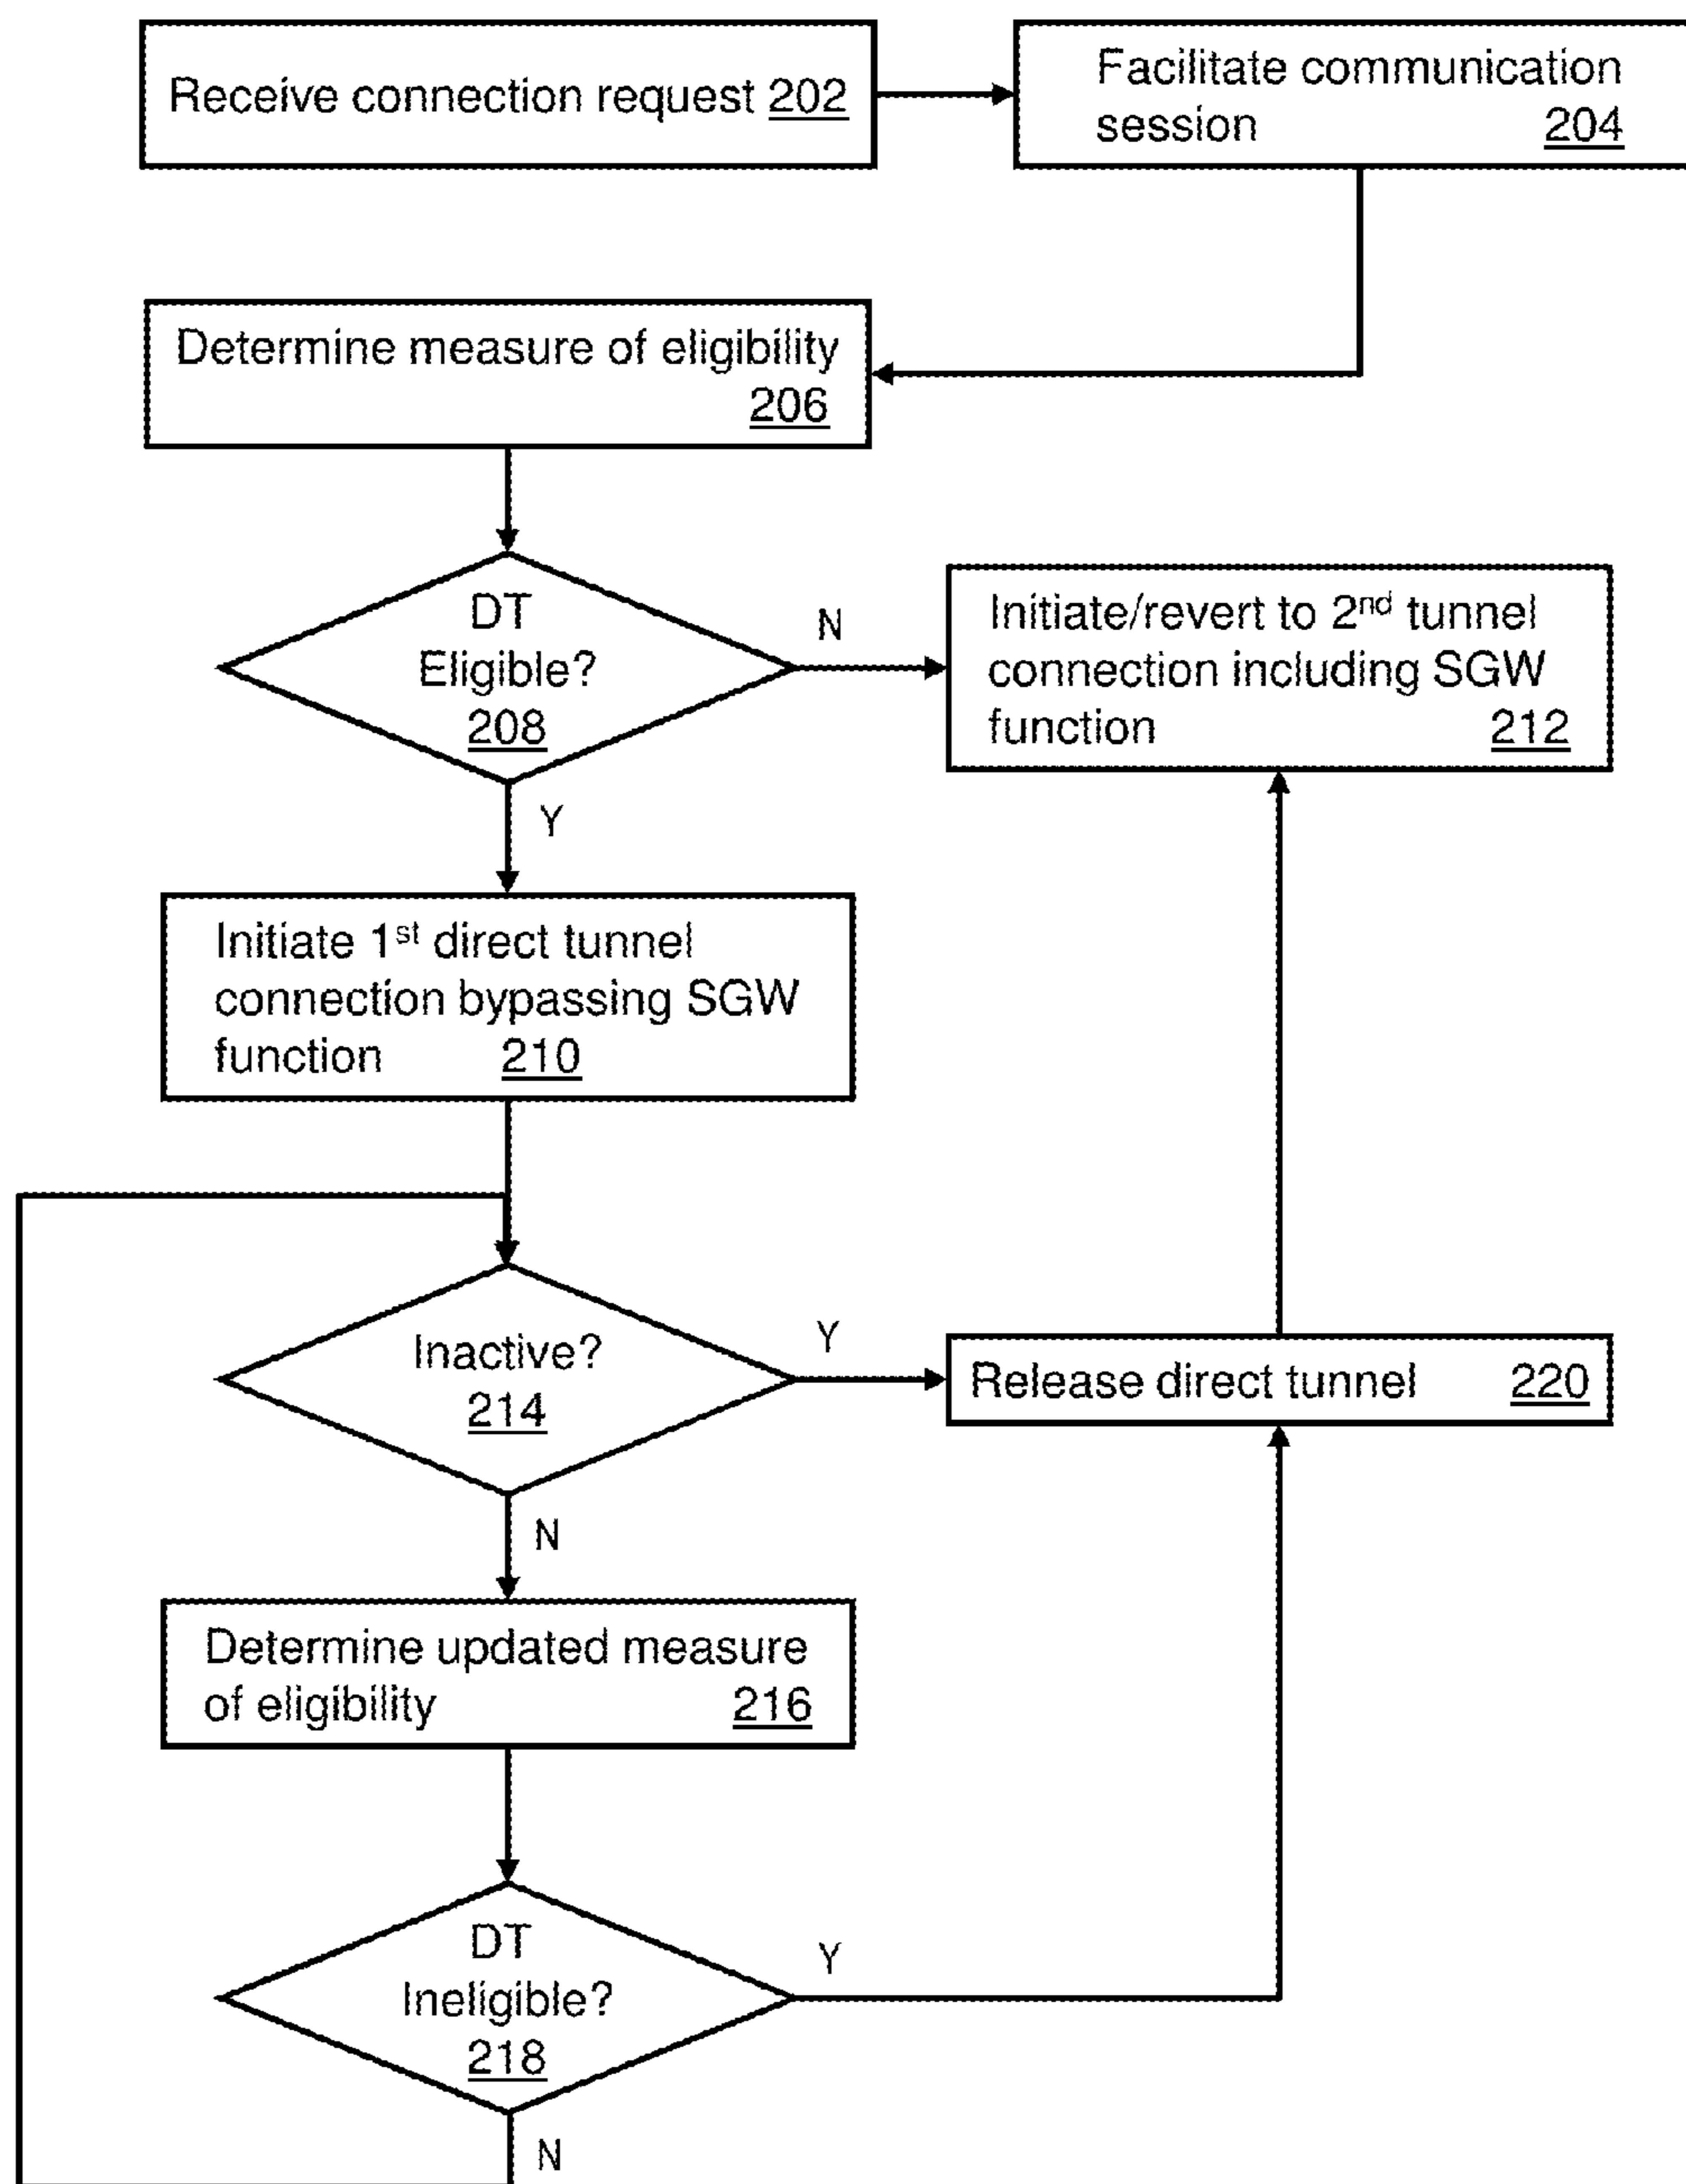 Receive connection request 202
Facilitate communication
session 204
Determine measure of eligibility
206
DT
Eligible?
208
N
Y
Initiate/revert to 2nd tunnel
connection including SGW
function 212
Initiate 1st direct tunnel
connection bypassing SGW
function 210
Inactive?
214
Y
N
Release direct tunnel 220
Determine updated measure
of eligibility 216
DT
Ineligible?
218
Y
N